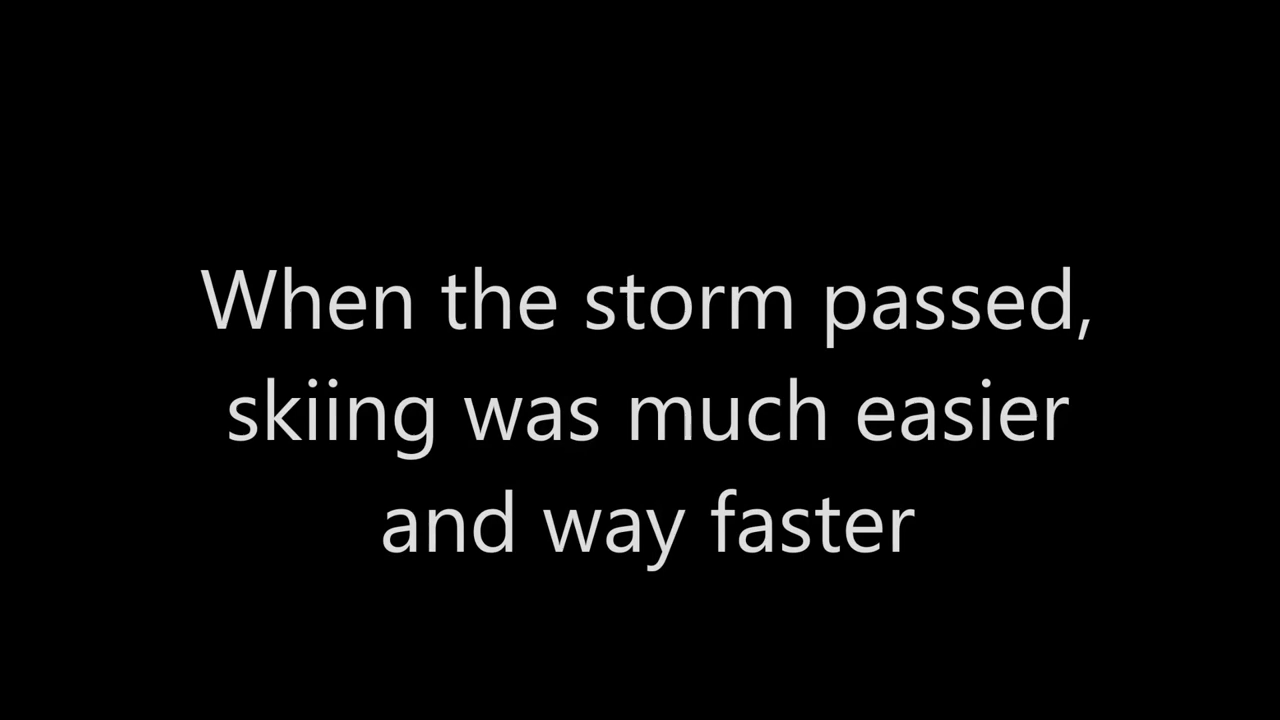 When the storm passed,
skiing was much easier
and way faster